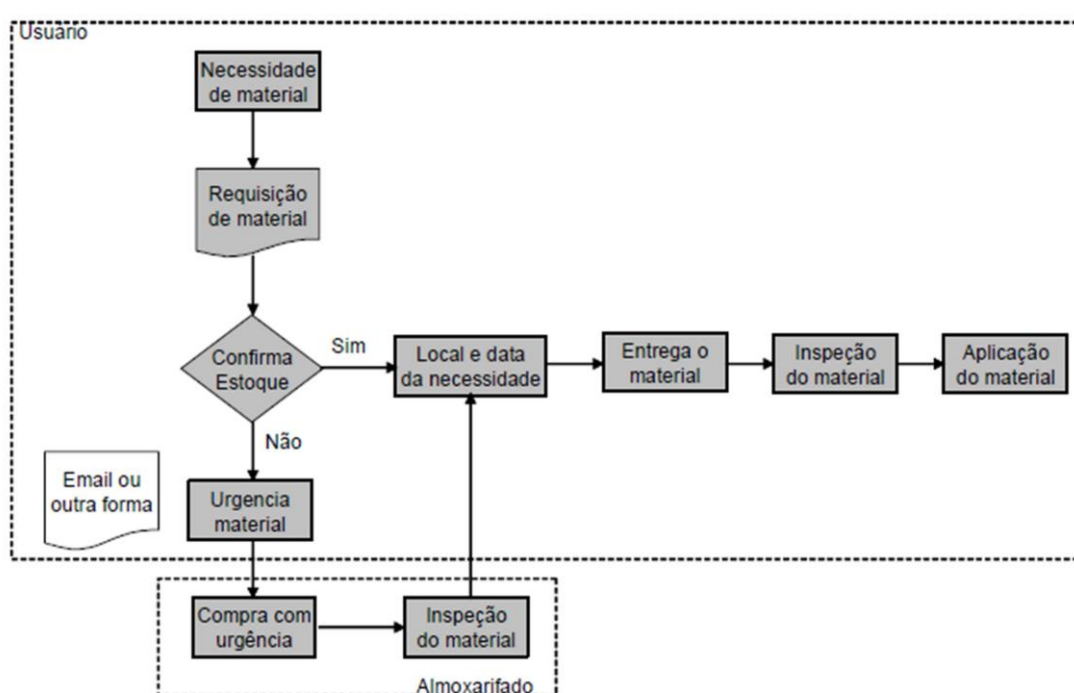 Usuário
Necessidade
de material
Requisição
de material
Confirma
Estoque
Sim
Local e data
da necessidade
Entrega o
material
Inspeção
do material
Aplicação
do material
Não
Email ou
outra forma
Urgencia
material
Compra com
urgência
Inspeção
do material
Almoxarifado